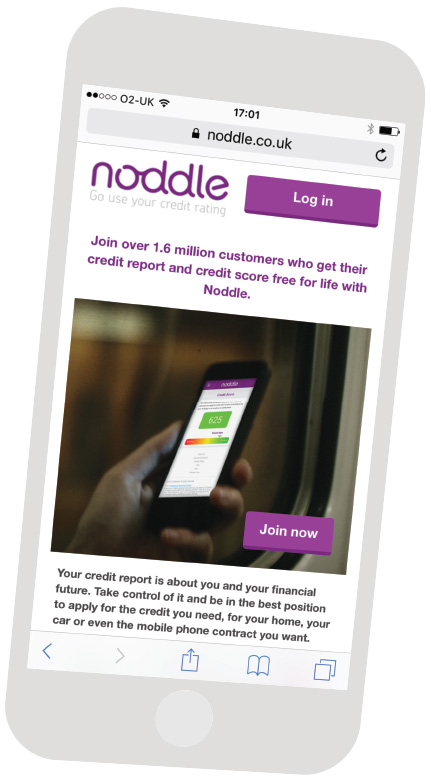 O2-UK
17:01
noddle.co.uk
noddle
Go use your credit rating
Log in
Join over 1.6 million customers who get their
credit report and credit score free for life with
Noddle.
noddle
625
Join now
Your credit report is about you and your financial
future. Take control of it and be in the best position
to apply for the credit you need, for your home, your
car or even the mobile phone contract you want.